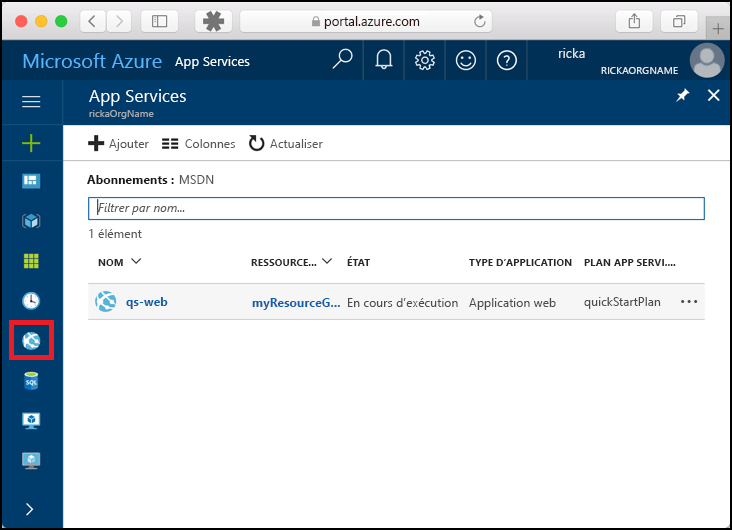 portal.azure.com
Microsoft Azure App Services
ricka
RICKAORGNAME
App Services
rickaOrgName
Ajouter Colonnes Actualiser
Abonnements : MSDN
Filtrer par nom...
1 élément
NOM RESSOURCE... ÉTAT TYPE D'APPLICATION PLAN APP SERVI....
qs-web myResourceG... En cours d'exécution Application web quickStartPlan ...
SQL